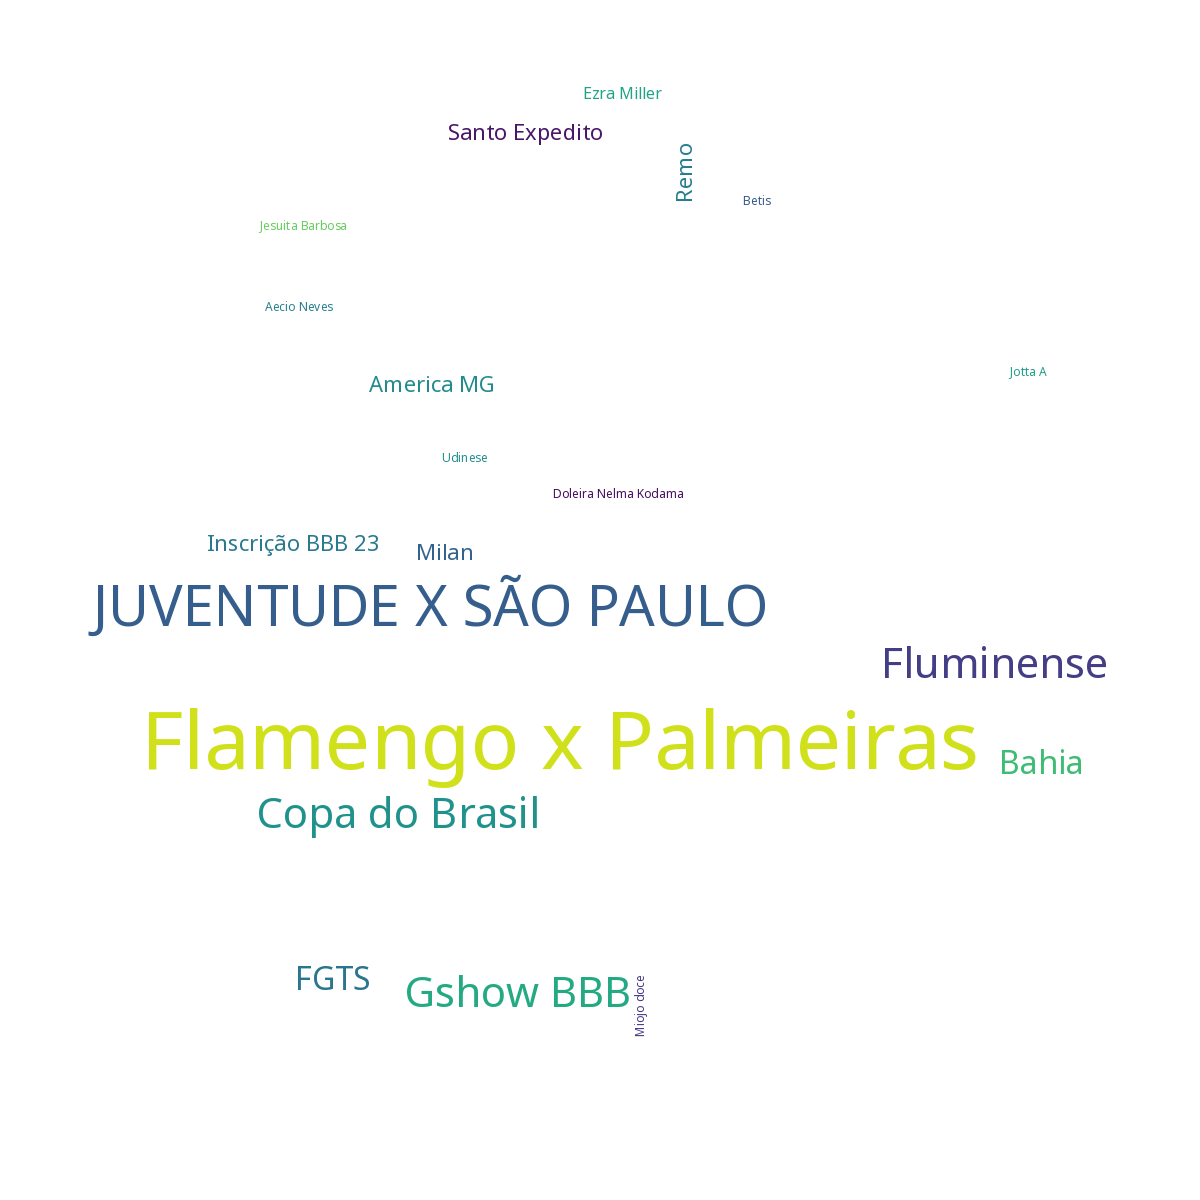 Ezra Miller
Santo Expedito
Remo
Betis
Jesuita Barbosa
Aecio Neves
Jotta A
America MG
Udinese
Doleira Nelma Kodama
Inscrição BBB 23
Milan
JUVENTUDE X SÃO PAULO
Fluminense
Flamengo x Palmeiras
Bahia
Copa do Brasil
FGTS
Gshow BBB
Miojo doce